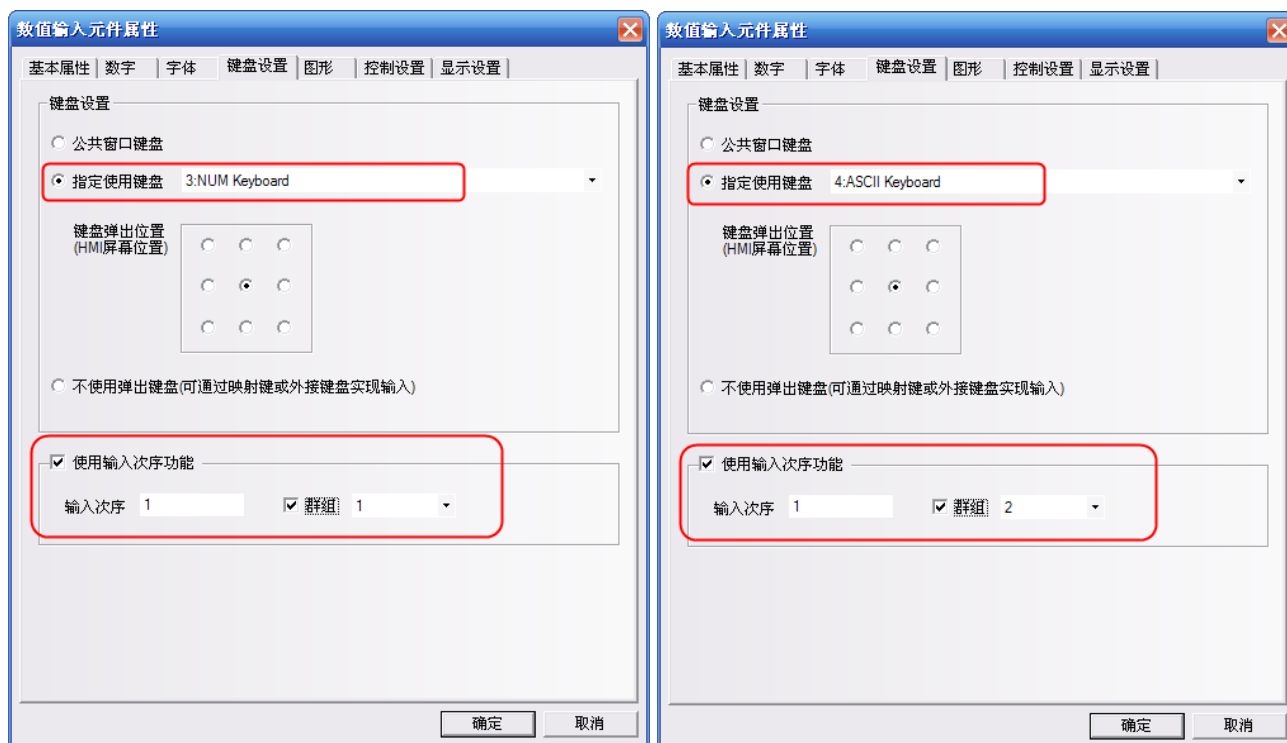 数值输入元件属性
基本属性 数字 字体 键盘设置 图形 控制设置 显示设置
键盘设置
公共窗口键盘
指定使用键盘 3:NUM Keyboard
键盘弹出位置
(HMI屏幕位置)
不使用弹出键盘(可通过映射键或外接键盘实现输入)
使用输入次序功能
输入次序 1 群组 1
确定 取消
数值输入元件属性
基本属性 数字 字体 键盘设置 图形 控制设置 显示设置
键盘设置
公共窗口键盘
指定使用键盘 4:ASCII Keyboard
键盘弹出位置
(HMI屏幕位置)
不使用弹出键盘(可通过映射键或外接键盘实现输入)
使用输入次序功能
输入次序 1 群组 2
确定 取消